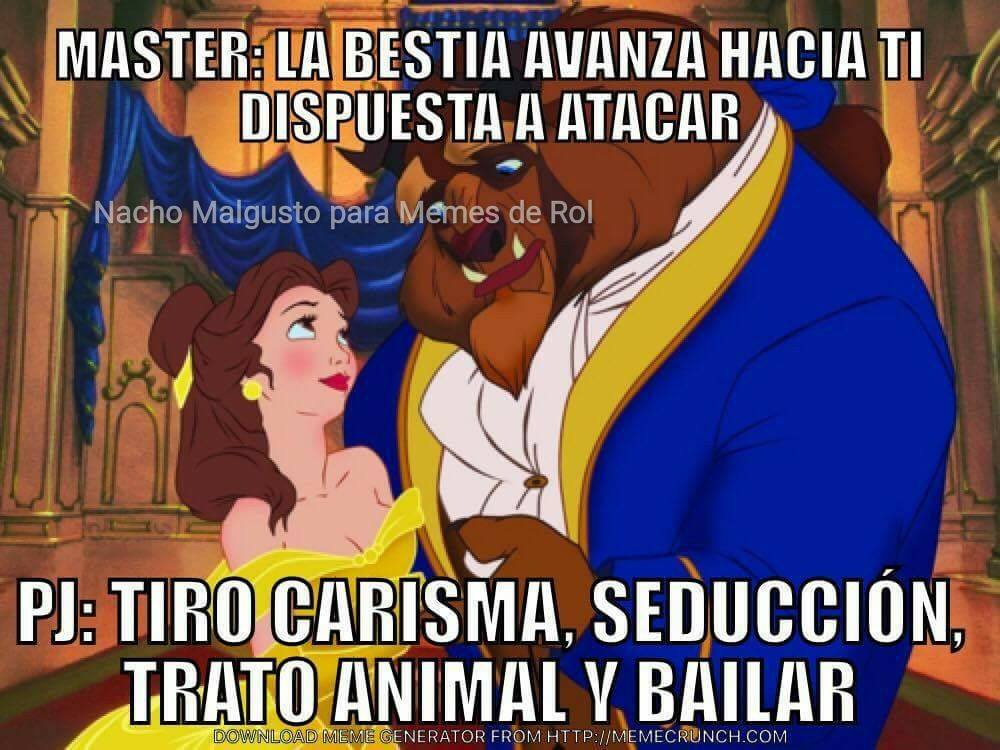 MASTER: LA BESTIA AVANZA HACIA TI
DISPUESTA A ATACAR
Nacho Malgusto para Memes de Rol
PJ: TIRO CARISMA, SEDUCCIÓN,
TRATO ANIMAL Y BAILAR
DOWNLOAD MEME GENERATOR FROM HTTP://MEMECRUNCH.COM